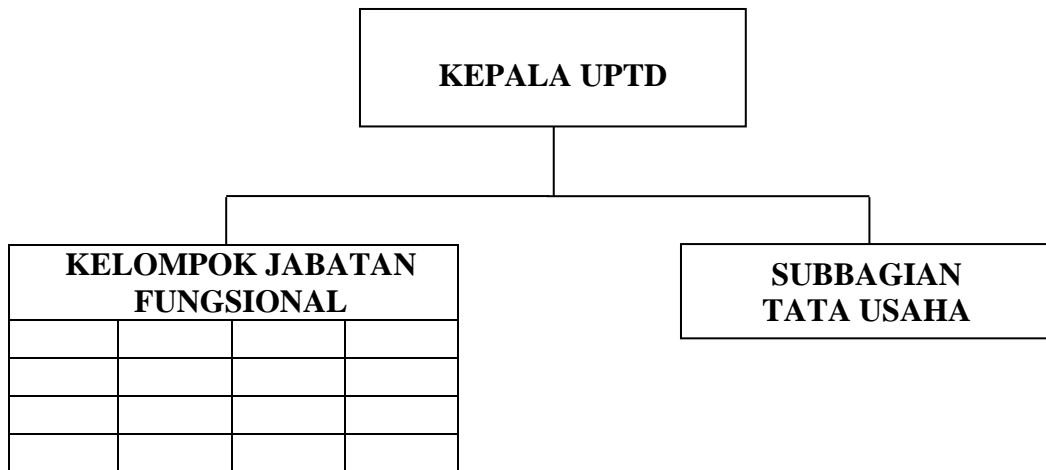 KEPALA UPTD
KELOMPOK JABATAN
FUNGSIONAL
SUBBAGIAN
TATA USAHA